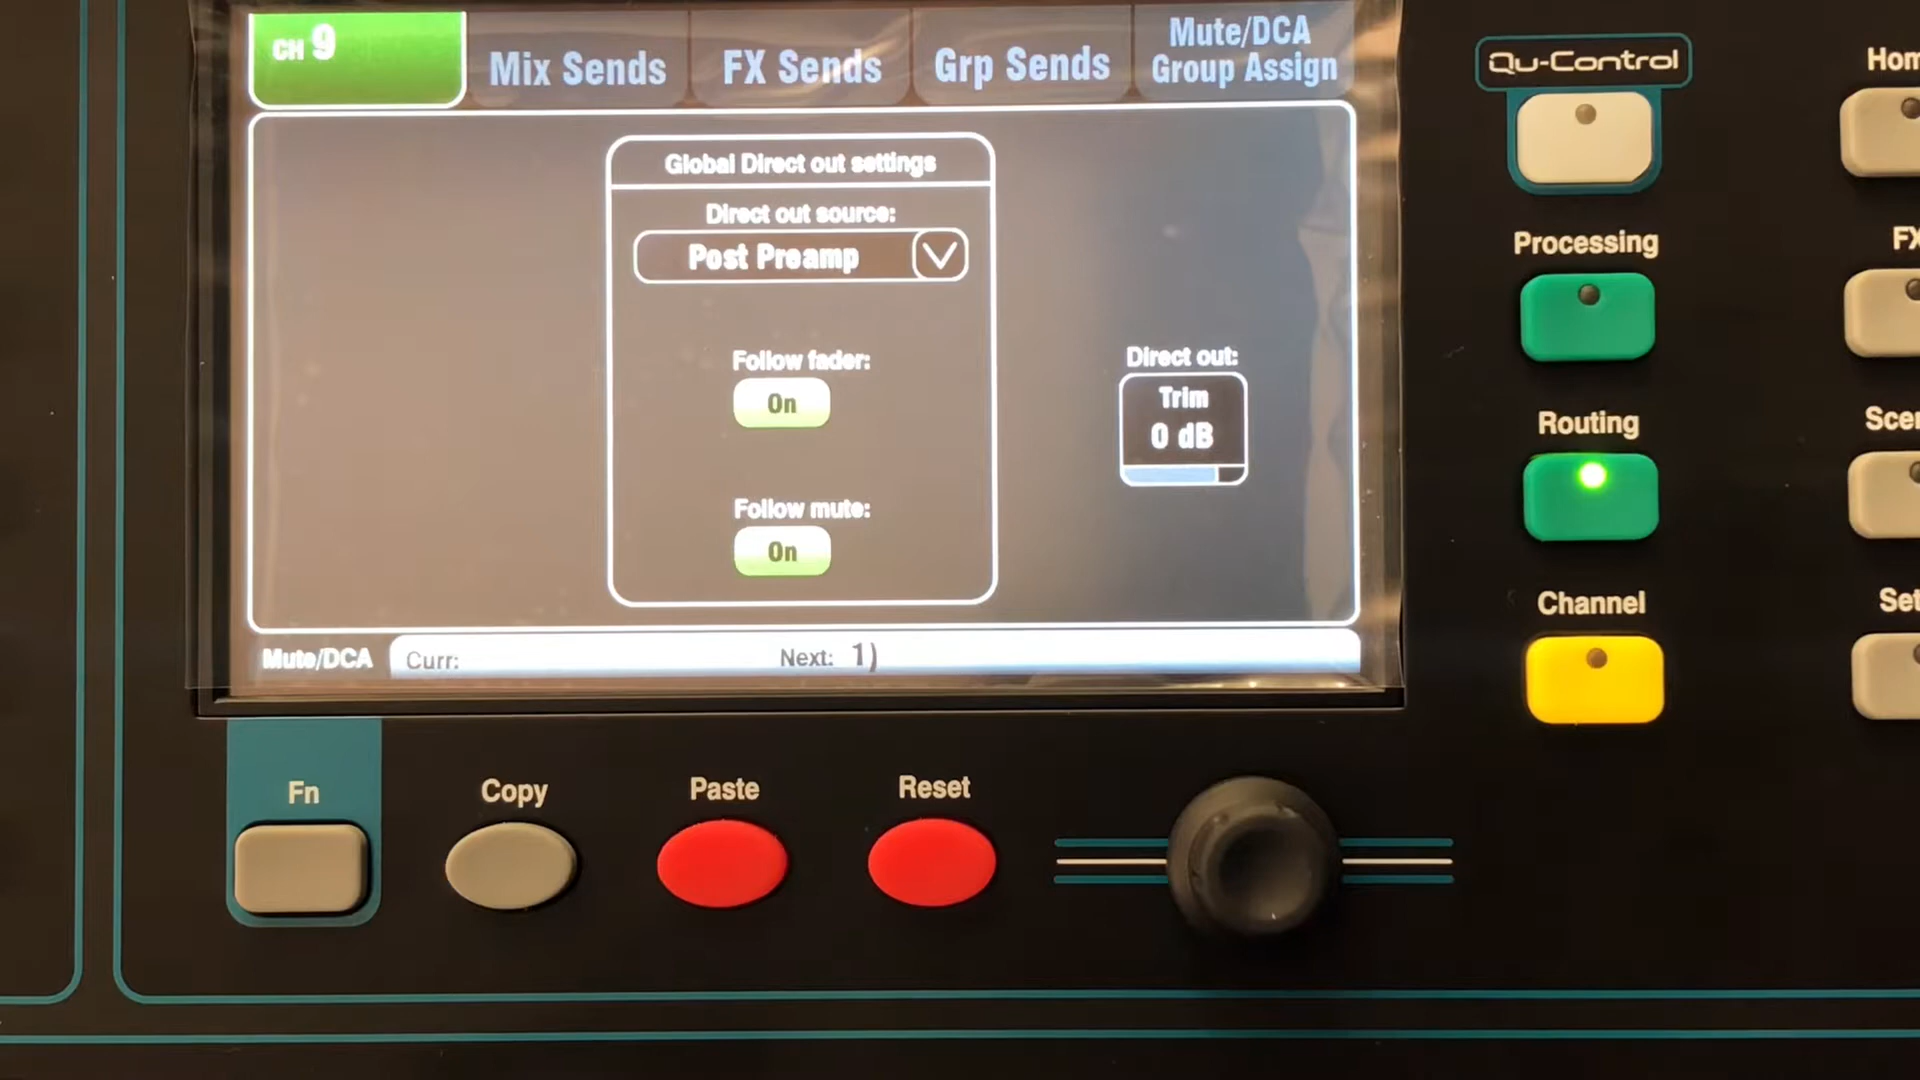 CH 9
Mix Sends
FX Sends
Grp Sends
Mute/DCA
Group Assign
Global Direct out settings
Direct out source:
Post Preamp
Follow fader:
On
Follow mute:
On
Direct out:
Trim
0 dB
Mute/DCA
Curr:
Next: 1)
Qu-Control
Processing
Routing
Channel
FX
Fn
Copy
Paste
Reset